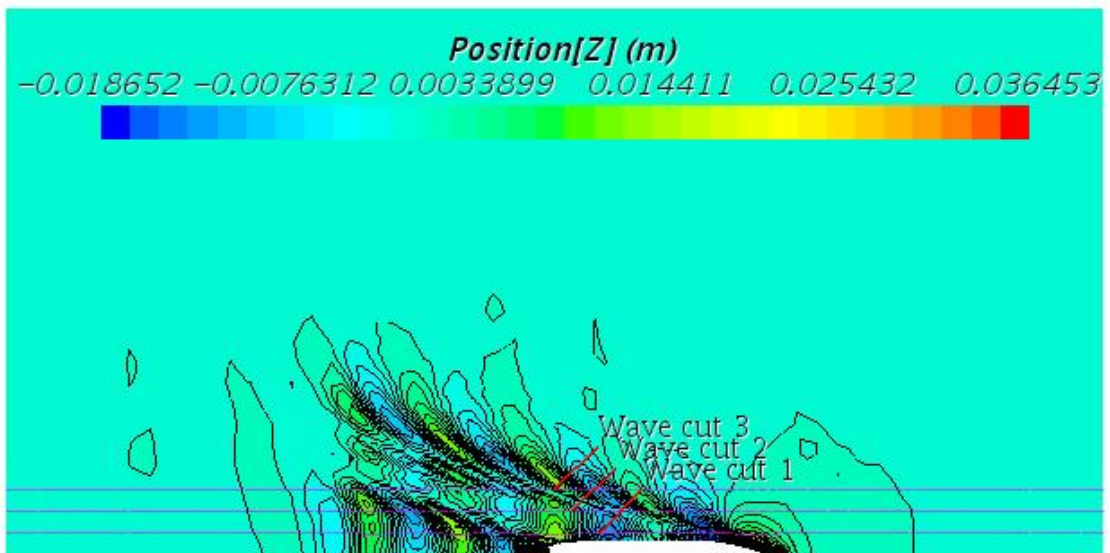 Position[Z] (m)
-0.018652 -0.0076312 0.0033899 0.014411 0.025432 0.036453
Wave cut 3
Wave cut 2
Wave cut 1